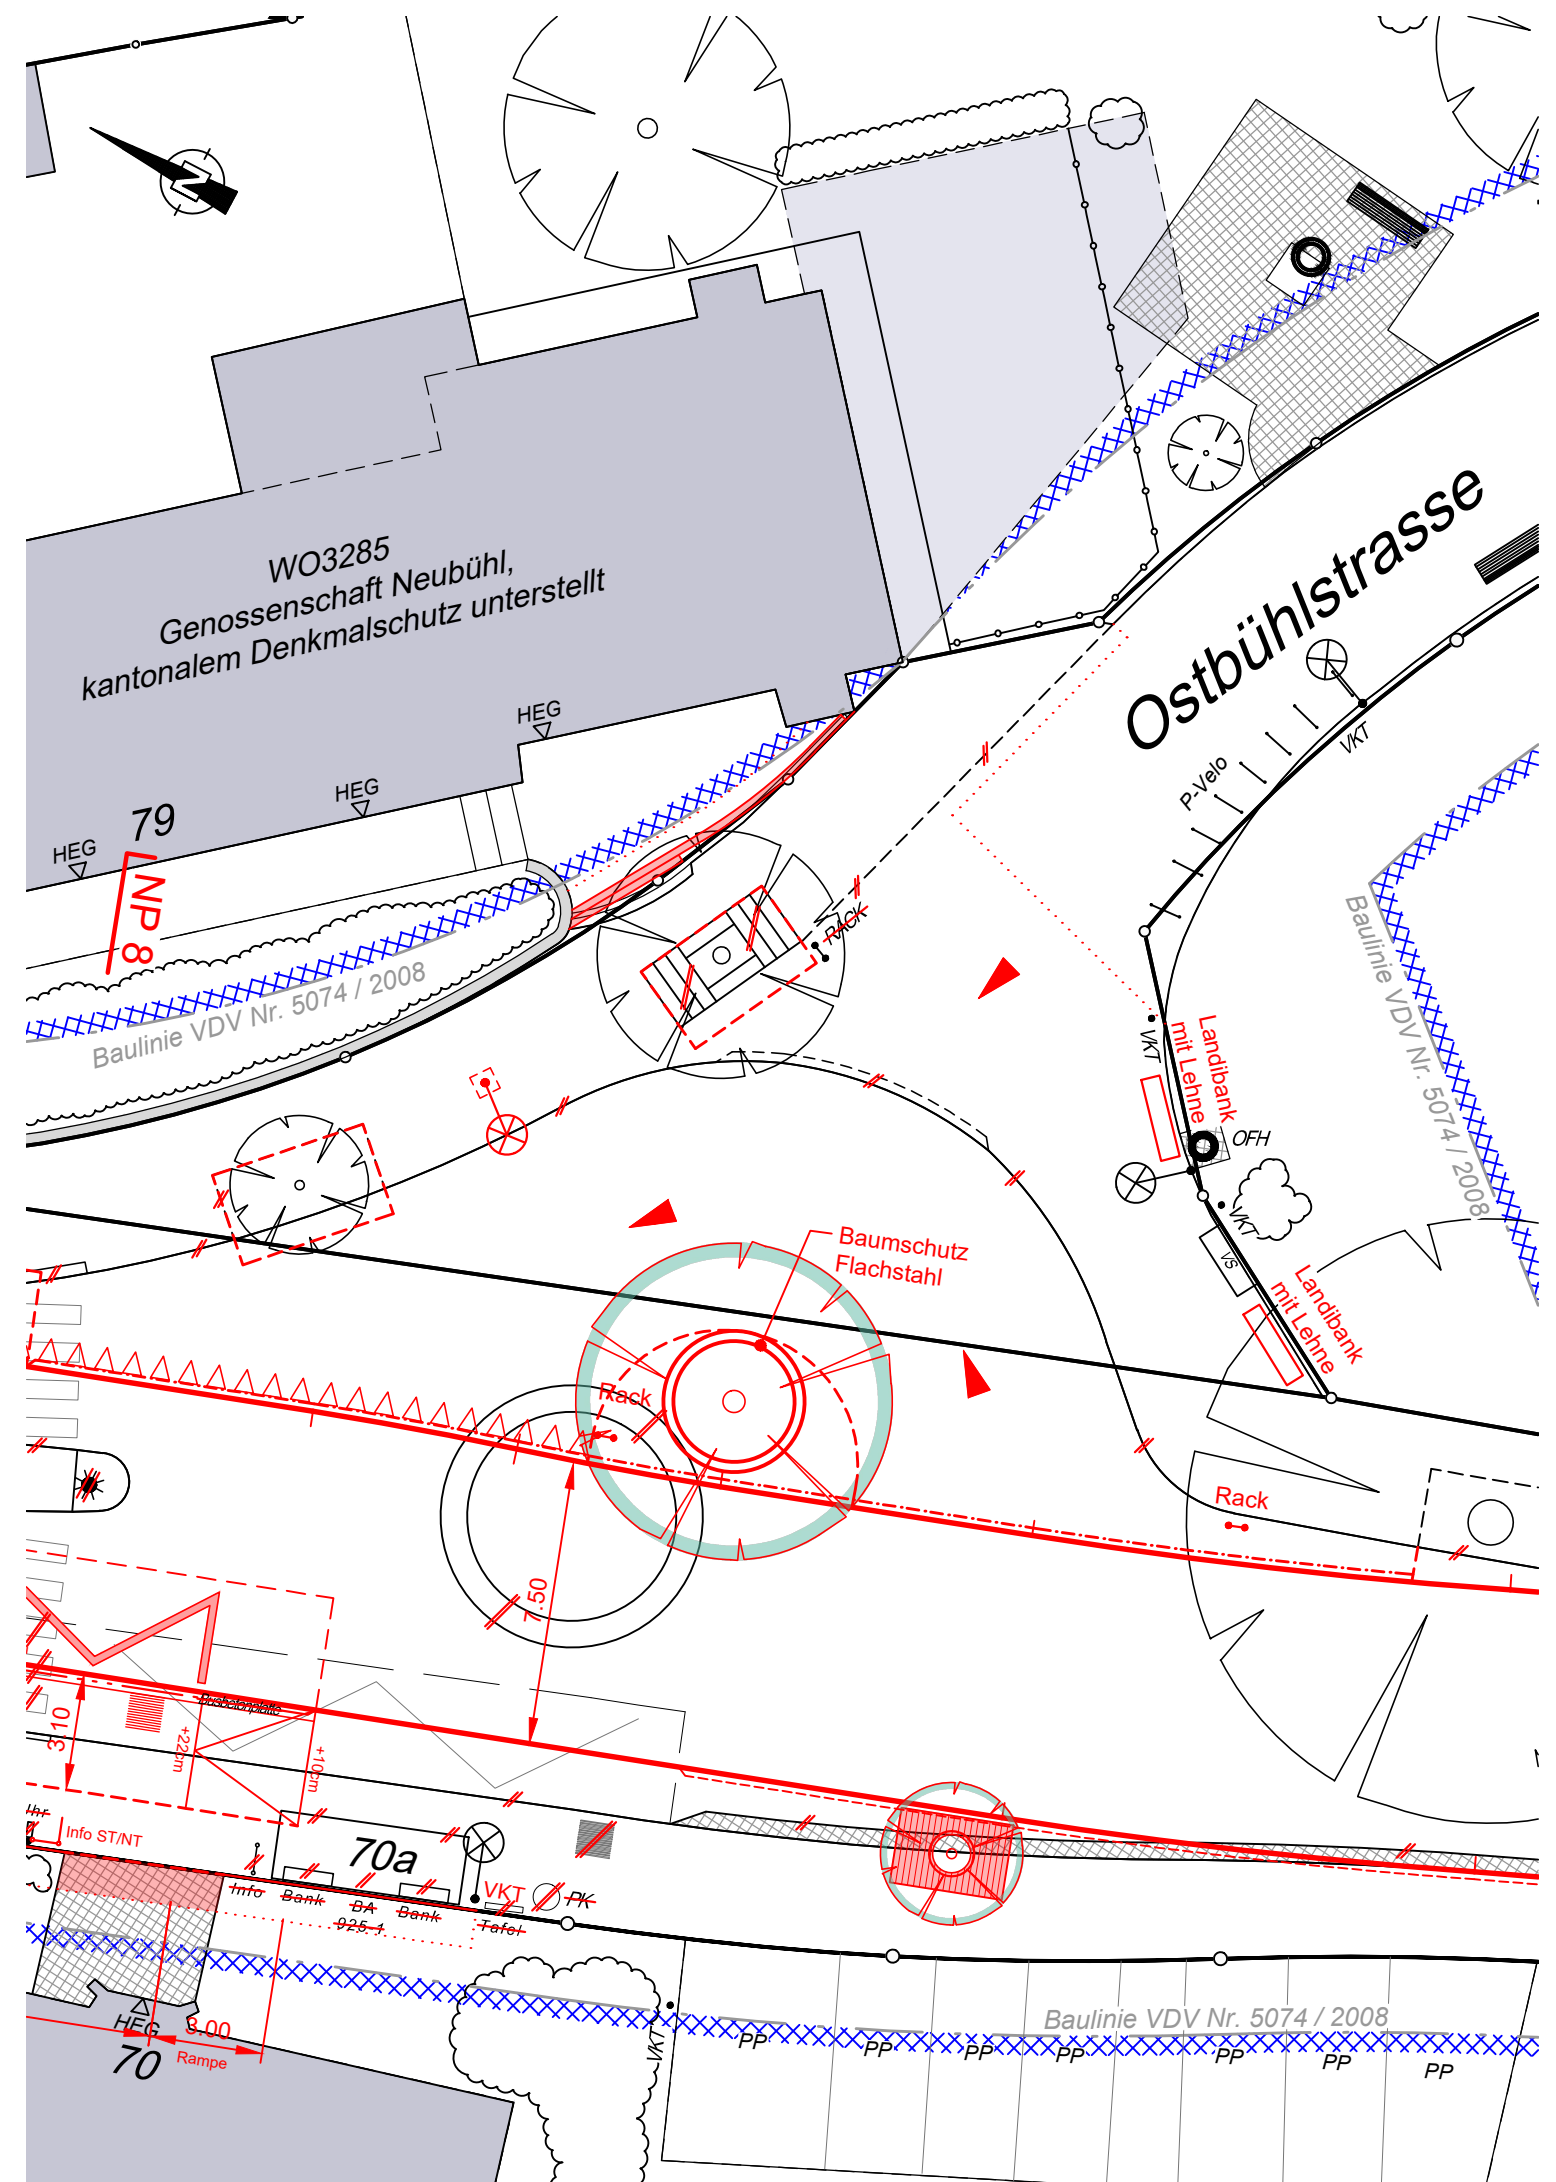 N
WO3285
Genossenschaft Neubühl,
kantonalem Denkmalschutz unterstellt
Ostbühlstrasse
HEG
HEG
HEG
79
NP 8
P-Velo
VKT
RACK
Baulinie VDV Nr. 5074 / 2008
Baulinie VDV Nr. 5074 / 2008
VKT
Landibank
mit Lehne
OFH
VKT
VS
Landibank
mit Lehne
Baumschutz
Flachstahl
Rack
Rack
7.50
3.10
Busbetonplatte
+22cm
+10cm
Info ST/NT
70a
Info
Bank
BA
925-1
Bank
VKT
Tafel
PK
HEG
70
3.00
Rampe
VKT
Baulinie VDV Nr. 5074 / 2008
PP
PP
PP
PP
PP
PP
PP